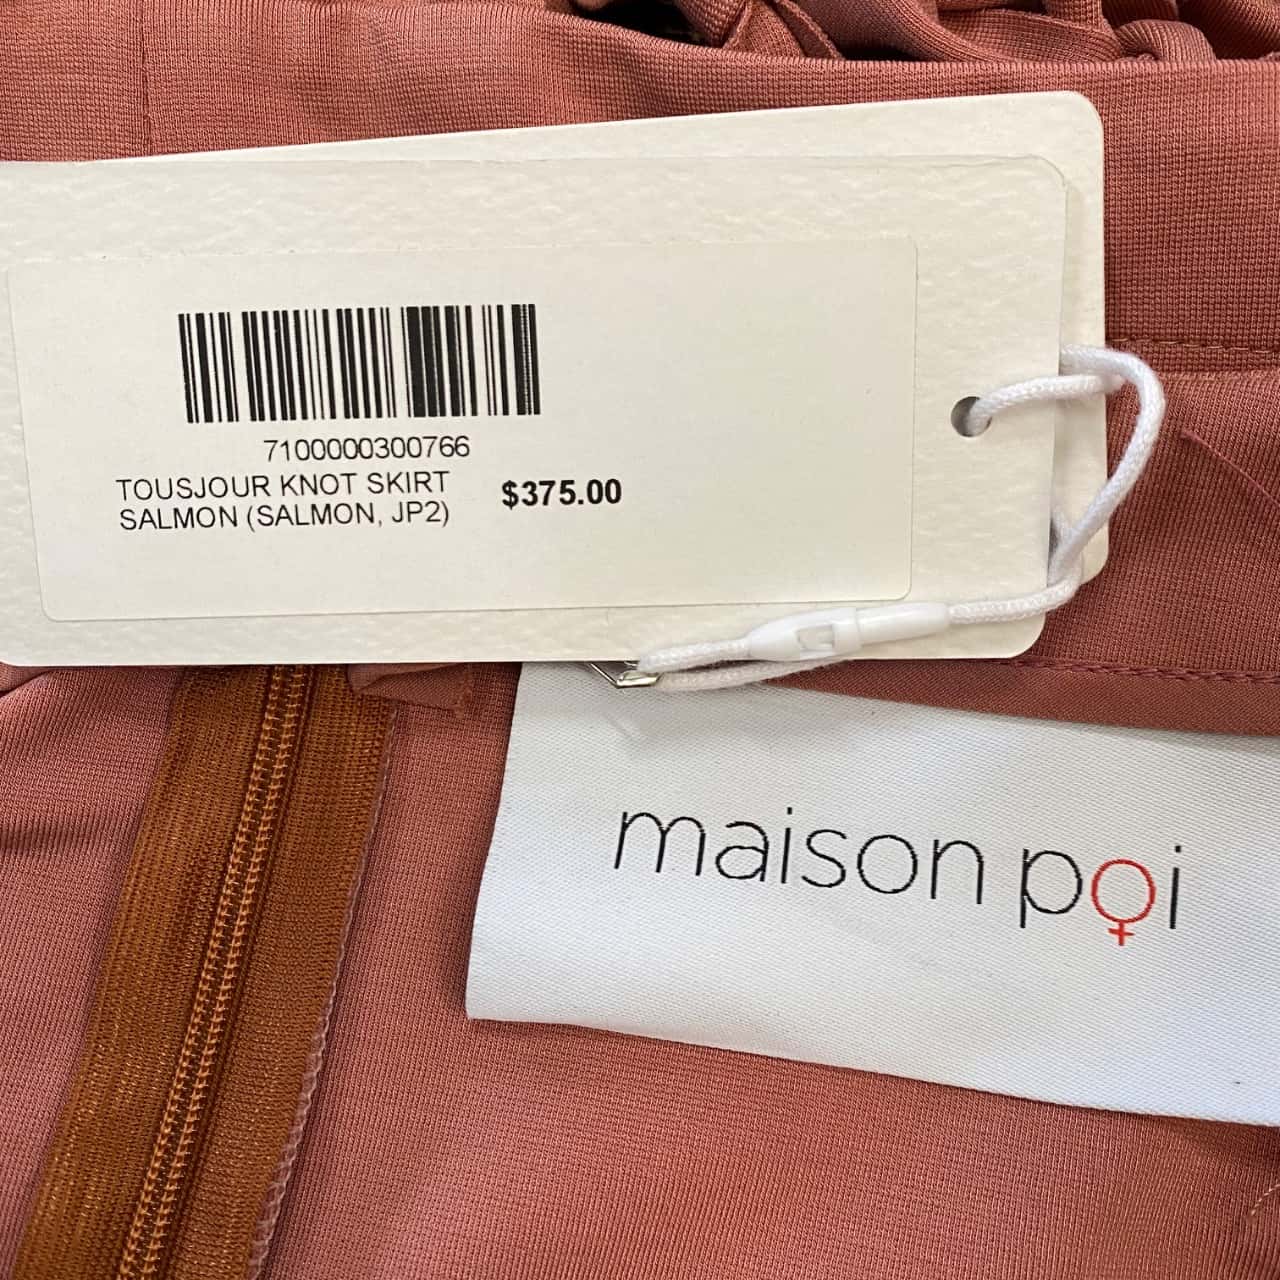 7100000300766
TOUSJOUR KNOT SKIRT
SALMON (SALMON, JP2)
$375.00
maison poi